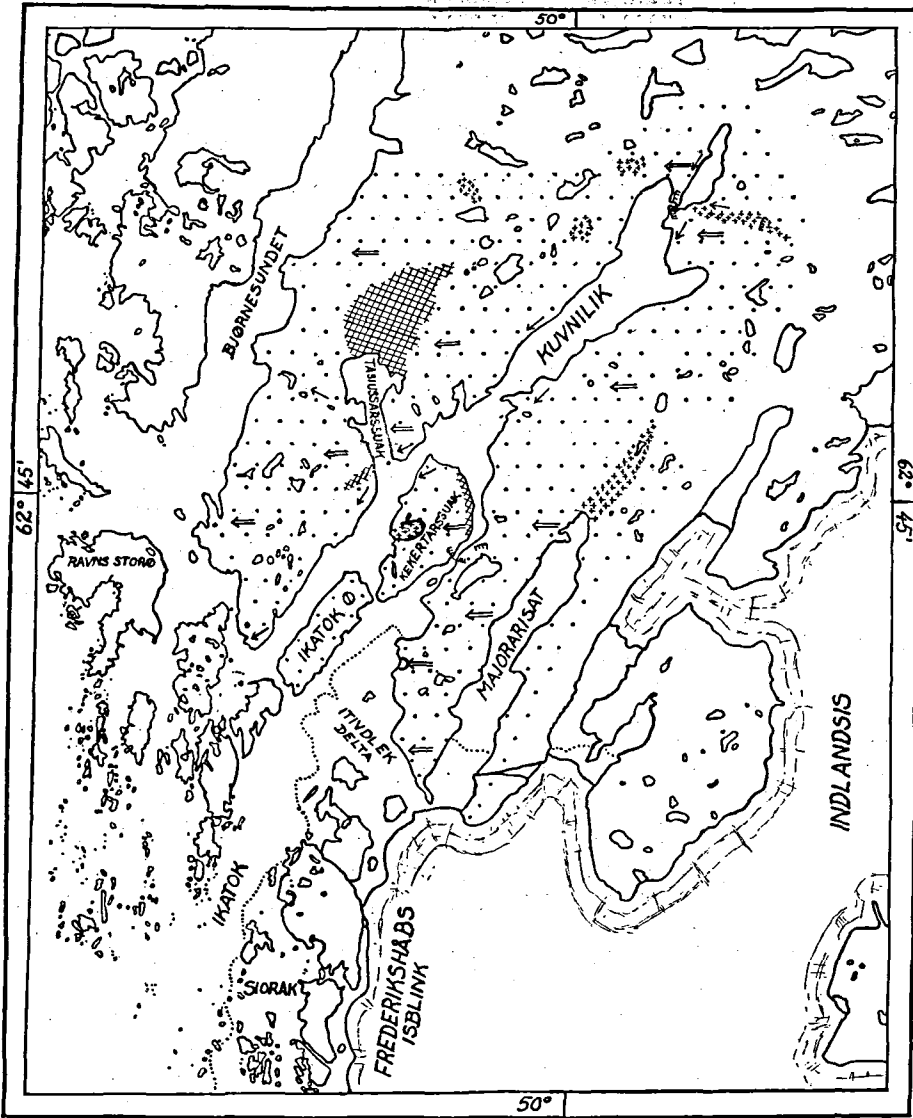 50°
BJØRNESUNDET
KUVNILIK
TASIUSSARSSUAK
62° 45'
62° 45'
KEKERTARSSUAK
RAVNS STORØ
IKATOK Ø
MAJORARISAT
ITIVDLEK
DELTA
INDLANDSIS
IKATOK
SIORAK
FREDERIKSHÅBS
ISBLINK
50°